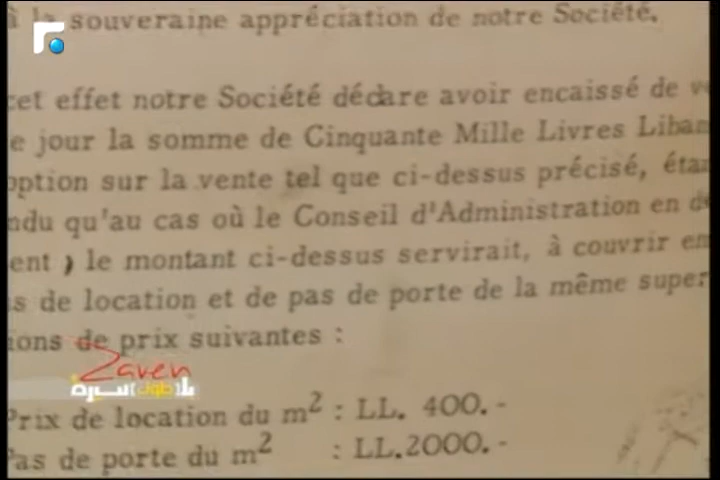 à la souveraine appréciation de notre Société.
cet effet notre Société déclare avoir encaissé de v
e jour la somme de Cinquante Mille Livres Liban
option sur la vente tel que ci-dessus précisé, étan
ndu qu'au cas où le Conseil d'Administration en d
ent) le montant ci-dessus servirait, à couvrir en
s de location et de pas de porte de la même super
ions de prix suivantes :
Zaven
بلا طول سيرة
Prix de location du m² : LL. 400.-
Pas de porte du m² : LL.2000.-